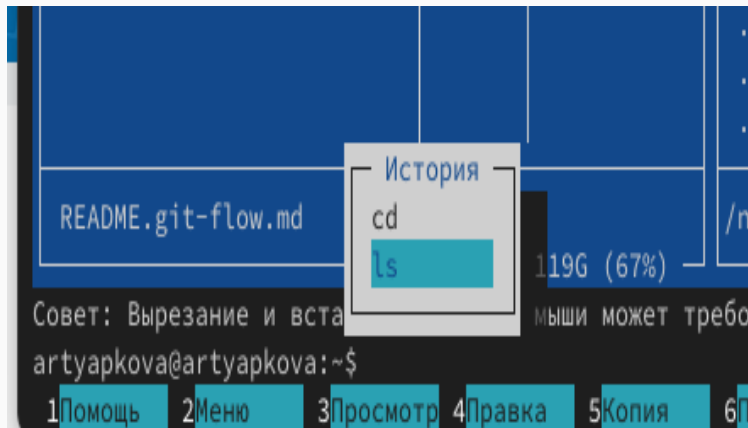 История
cd
README.git-flow.md
/n
ls
119G (67%)
Совет: Вырезание и вста мыши может требо
artyapkova@artyapkova:~$
1Помощь 2Меню 3Просмотр 4Правка 5Копия 6П